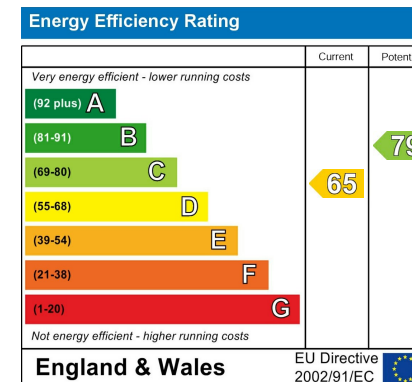 Energy Efficiency Rating
Current Potent
Very energy efficient - lower running costs
(92 plus) A
(81-91) B
79
(69-80) C
65
(55-68) D
(39-54) E
(21-38) F
(1-20) G
Not energy efficient - higher running costs
England & Wales
EU Directive
2002/91/EC